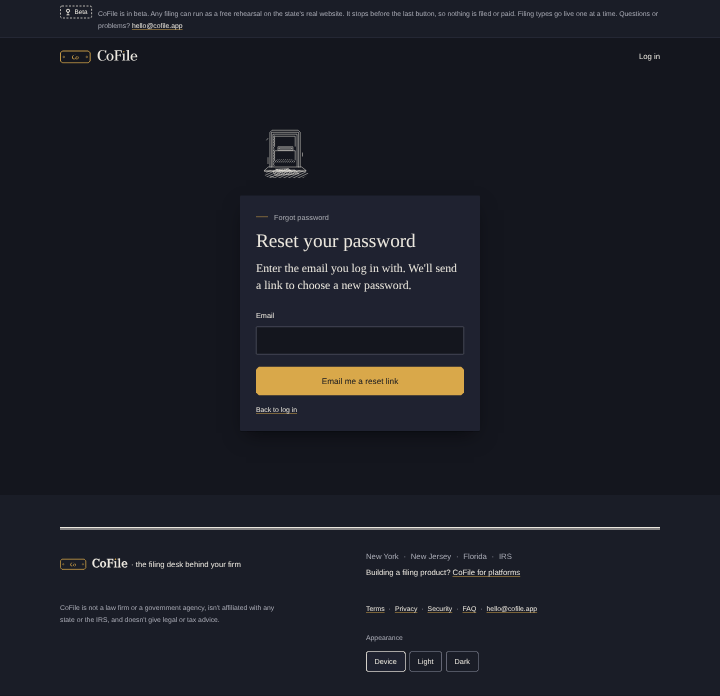 Beta
CoFile is in beta. Any filing can run as a free rehearsal on the state's real website. It stops before the last button, so nothing is filed or paid. Filing types go live one at a time. Questions or
problems? hello@cofile.app
Co CoFile
Log in
Forgot password
Reset your password
Enter the email you log in with. We'll send
a link to choose a new password.
Email
Email me a reset link
Back to log in
Co CoFile · the filing desk behind your firm
CoFile is not a law firm or a government agency, isn't affiliated with any
state or the IRS, and doesn't give legal or tax advice.
New York · New Jersey · Florida · IRS
Building a filing product? CoFile for platforms
Terms · Privacy · Security · FAQ · hello@cofile.app
Appearance
Device Light Dark